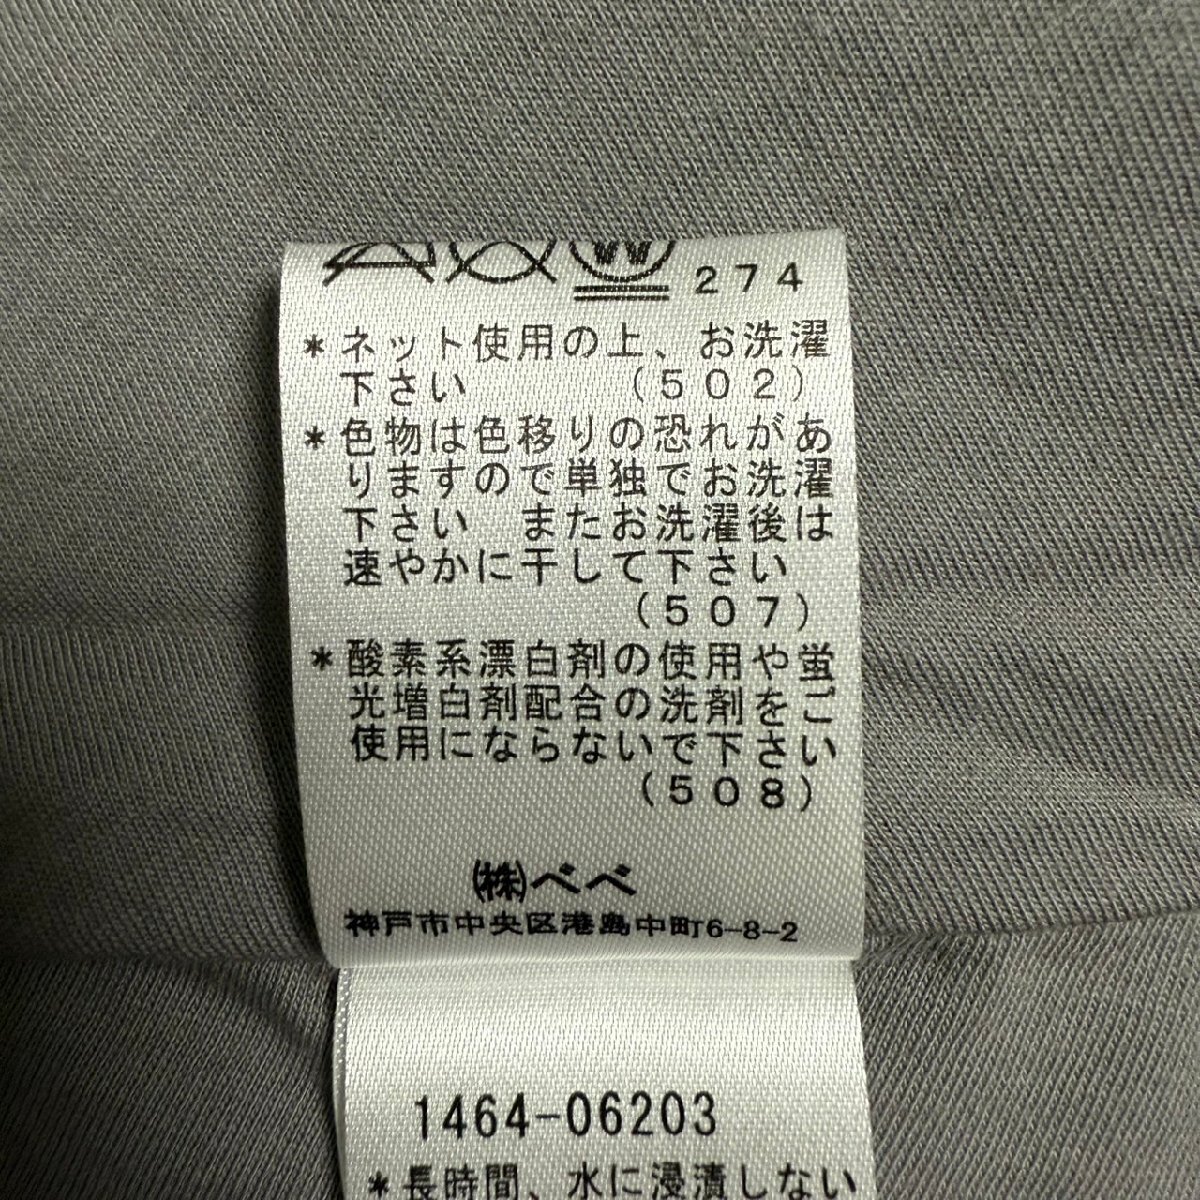 W 274
*ネット使用の上、お洗濯
下さい (502)
*色物は色移りの恐れがあ
りますので単独でお洗濯
下さい またお洗濯後は
速やかに干して下さい
(507)
*酸素系漂白剤の使用や蛍
光増白剤配合の洗剤をご
使用にならないで下さい
(508)
㈱べべ
神戸市中央区港島中町6-8-2
1464-06203
*長時間、水に浸漬しない